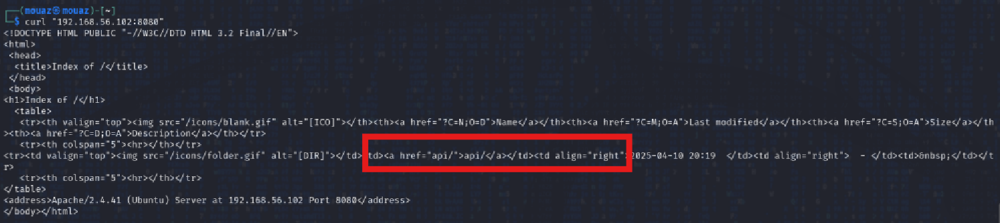 ┌──(mouaz㉿mouaz)-[~]
└─$ curl "192.168.56.102:8080"
<!DOCTYPE HTML PUBLIC "-//W3C//DTD HTML 3.2 Final//EN">
<html>
 <head>
  <title>Index of /</title>
 </head>
 <body>
<h1>Index of /</h1>
  <table>
   <tr><th valign="top"><img src="/icons/blank.gif" alt="[ICO]"></th><th><a href="?C=N;O=D">Name</a></th><th><a href="?C=M;O=A">Last modified</a></th><th><a href="?C=S;O=A">Size</a></th
><th><a href="?C=D;O=A">Description</a></th></tr>
   <tr><th colspan="5"><hr></th></tr>
<tr><td valign="top"><img src="/icons/folder.gif" alt="[DIR]"></td td><a href="api/">api/</a></td><td align="right" 2025-04-10 20:19  </td><td align="right">  - </td><td>&nbsp;</td></t
r>
   <tr><th colspan="5"><hr></th></tr>
</table>
<address>Apache/2.4.41 (Ubuntu) Server at 192.168.56.102 Port 8080</address>
</body></html>